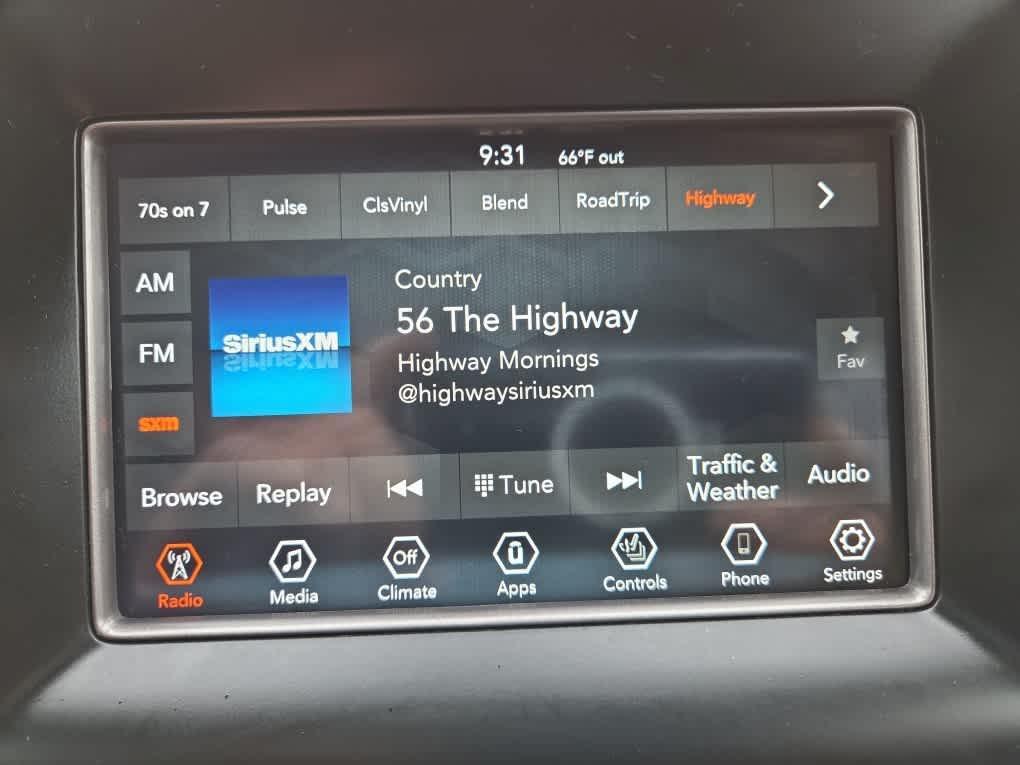 9:31 66°F out
70s on 7 Pulse ClsVinyl Blend RoadTrip Highway
AM
FM
sxm
SiriusXM
Country
56 The Highway
Highway Mornings
@highwaysiriusxm
Fav
Browse Replay Tune Traffic & Weather Audio
Radio Media Off Climate Apps Controls Phone Settings